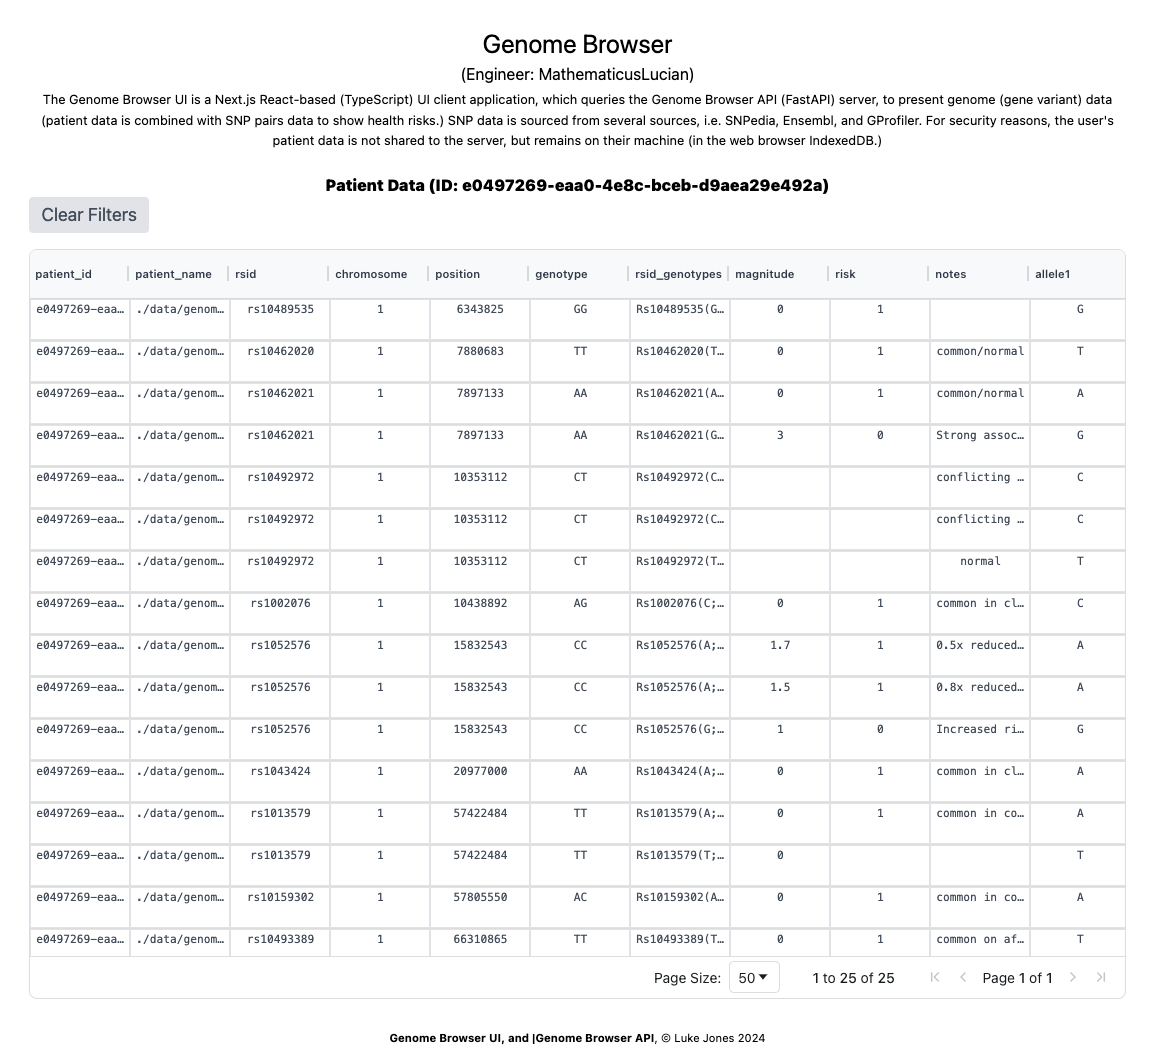 Genome Browser
(Engineer: MathematicusLucian)
The Genome Browser UI is a Next.js React-based (TypeScript) UI client application, which queries the Genome Browser API (FastAPI) server, to present genome (gene variant) data
(patient data is combined with SNP pairs data to show health risks.) SNP data is sourced from several sources, i.e. SNPedia, Ensembl, and GProfiler. For security reasons, the user's
patient data is not shared to the server, but remains on their machine (in the web browser IndexedDB.)
Patient Data (ID: e0497269-eaa0-4e8c-bceb-d9aea29e492a)
Clear Filters
patient_id patient_name rsid chromosome position genotype rsid_genotypes magnitude risk notes allele1
e0497269-eaa… ./data/genom… rs10489535 1 6343825 GG Rs10489535(G… 0 1 G
e0497269-eaa… ./data/genom… rs10462020 1 7880683 TT Rs10462020(T… 0 1 common/normal T
e0497269-eaa… ./data/genom… rs10462021 1 7897133 AA Rs10462021(A… 0 1 common/normal A
e0497269-eaa… ./data/genom… rs10462021 1 7897133 AA Rs10462021(G… 3 0 Strong assoc… G
e0497269-eaa… ./data/genom… rs10492972 1 10353112 CT Rs10492972(C… conflicting … C
e0497269-eaa… ./data/genom… rs10492972 1 10353112 CT Rs10492972(C… conflicting … C
e0497269-eaa… ./data/genom… rs10492972 1 10353112 CT Rs10492972(T… normal T
e0497269-eaa… ./data/genom… rs1002076 1 10438892 AG Rs1002076(C;… 0 1 common in cl… C
e0497269-eaa… ./data/genom… rs1052576 1 15832543 CC Rs1052576(A;… 1.7 1 0.5x reduced… A
e0497269-eaa… ./data/genom… rs1052576 1 15832543 CC Rs1052576(A;… 1.5 1 0.8x reduced… A
e0497269-eaa… ./data/genom… rs1052576 1 15832543 CC Rs1052576(G;… 1 0 Increased ri… G
e0497269-eaa… ./data/genom… rs1043424 1 20977000 AA Rs1043424(A;… 0 1 common in cl… A
e0497269-eaa… ./data/genom… rs1013579 1 57422484 TT Rs1013579(A;… 0 1 common in co… A
e0497269-eaa… ./data/genom… rs1013579 1 57422484 TT Rs1013579(T;… 0 T
e0497269-eaa… ./data/genom… rs10159302 1 57805550 AC Rs10159302(A… 0 1 common in co… A
e0497269-eaa… ./data/genom… rs10493389 1 66310865 TT Rs10493389(T… 0 1 common on af… T
Page Size: 50 1 to 25 of 25 Page 1 of 1
Genome Browser UI, and |Genome Browser API, © Luke Jones 2024